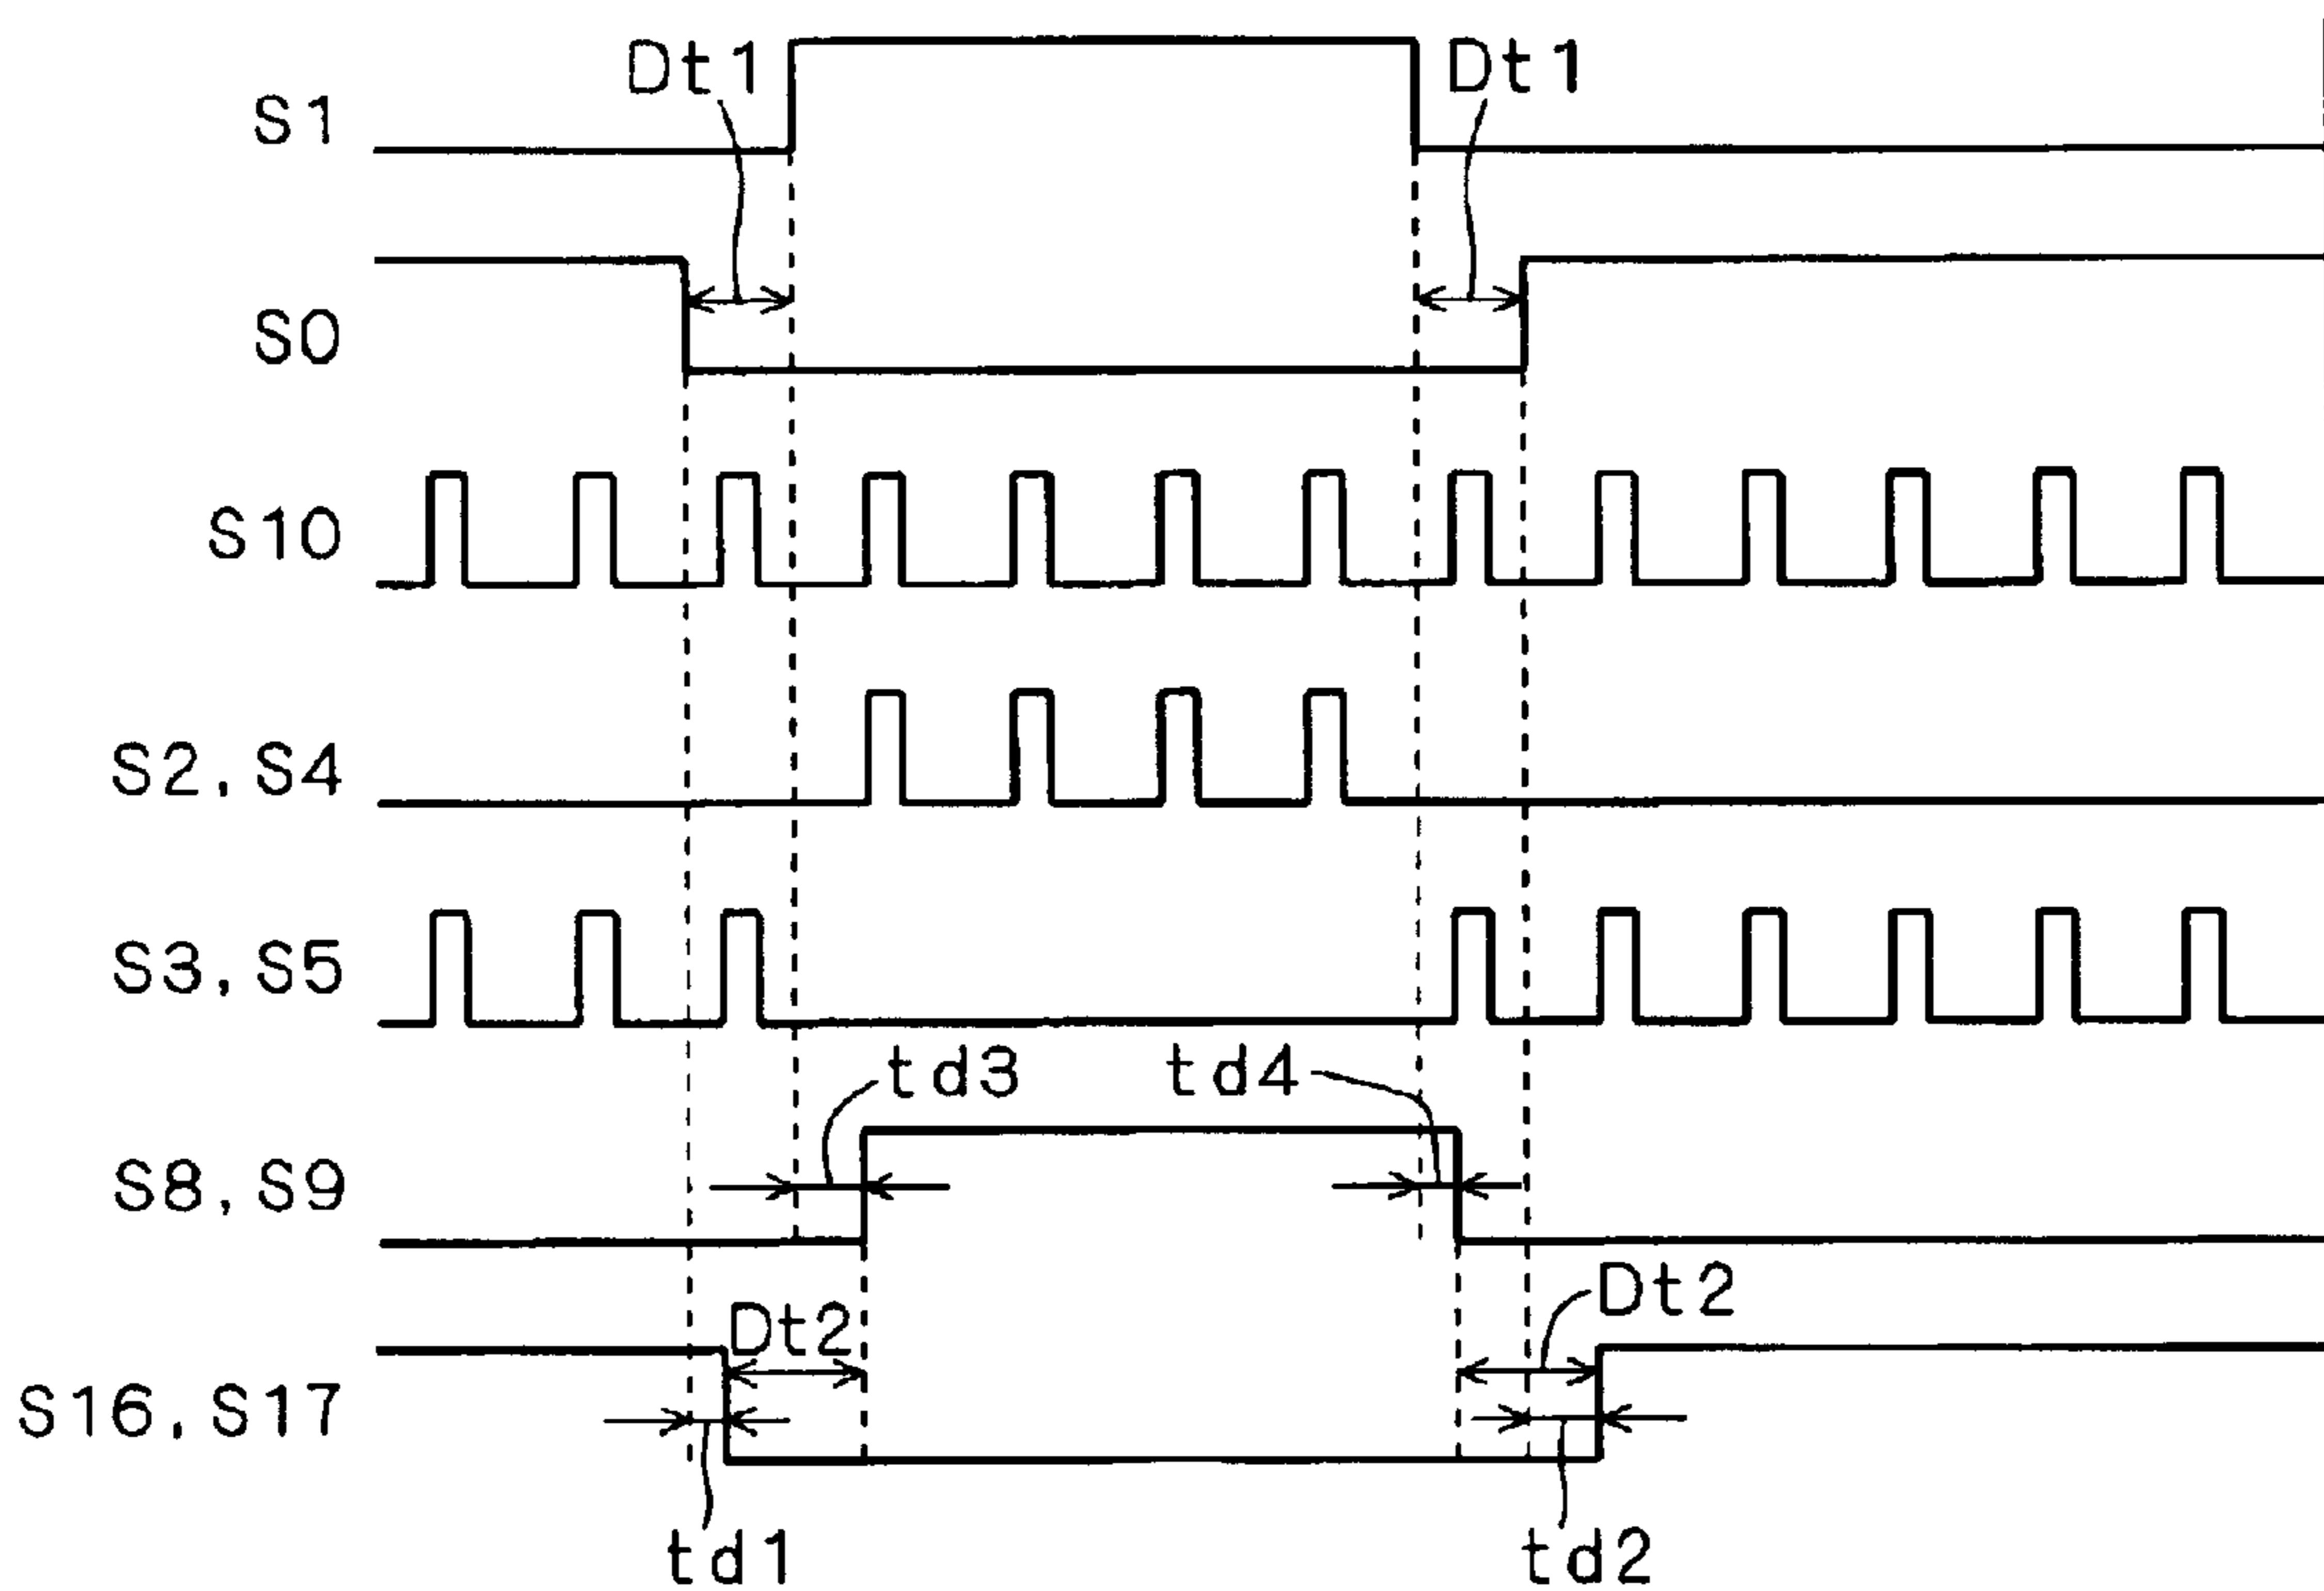 Dt1 Dt1
S1
S0
S10
S2,S4
S3,S5
td3 td4
S8,S9
Dt2
Dt2
S16,S17
td1 td2